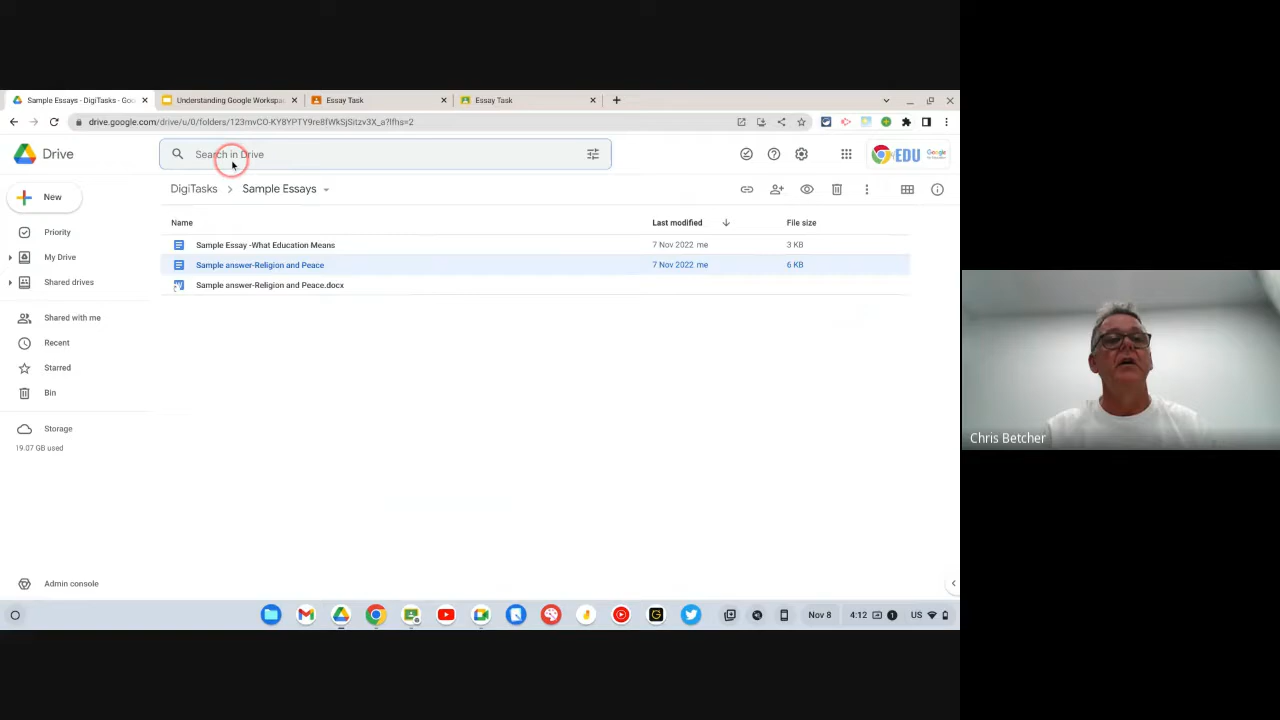 Sample Essays - DigiTasks - Goo
Understanding Google Workspa
Essay Task
Essay Task
drive.google.com/drive/u/0/folders/123mvCO-KY8YPTY9re8fWkSjSitzv3X_a?lfhs=2
Drive
Search in Drive
EDU
Google
New
DigiTasks
Sample Essays
Name
Last modified
File size
Priority
Sample Essay -What Education Means
7 Nov 2022 me
3 KB
My Drive
Sample answer-Religion and Peace
7 Nov 2022 me
6 KB
Shared drives
Sample answer-Religion and Peace.docx
Shared with me
Recent
Starred
Bin
Storage
19.07 GB used
Chris Betcher
Admin console
Nov 8
4:12
US